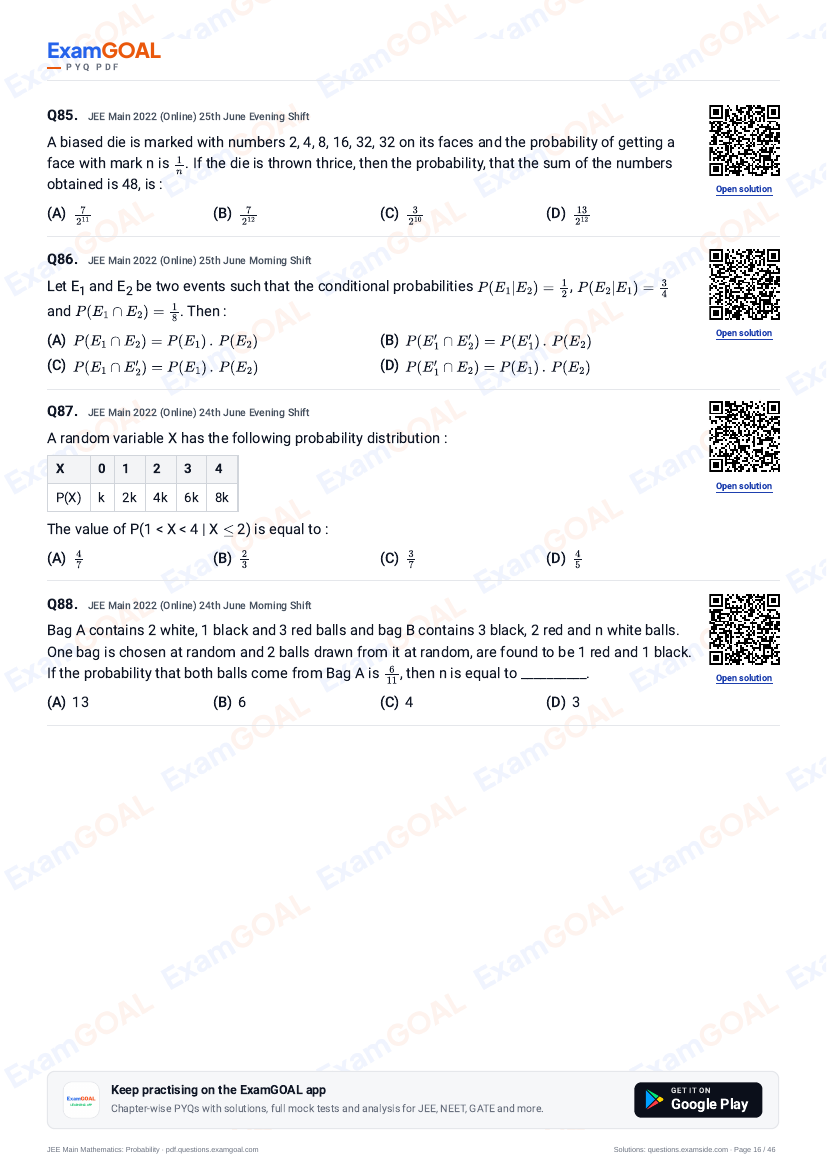 ExamGOAL
PYQ PDF
Q85. JEE Main 2022 (Online) 25th June Evening Shift
A biased die is marked with numbers 2, 4, 8, 16, 32, 32 on its faces and the probability of getting a
face with mark n is 1/n. If the die is thrown thrice, then the probability, that the sum of the numbers
obtained is 48, is :
Open solution
(A) 7/2^11 (B) 7/2^12 (C) 3/2^10 (D) 13/2^12
Q86. JEE Main 2022 (Online) 25th June Morning Shift
Let E₁ and E₂ be two events such that the conditional probabilities P(E₁|E₂) = 1/2, P(E₂|E₁) = 3/4
and P(E₁ ∩ E₂) = 1/8. Then :
Open solution
(A) P(E₁ ∩ E₂) = P(E₁) . P(E₂) (B) P(E′₁ ∩ E′₂) = P(E′₁) . P(E₂)
(C) P(E₁ ∩ E′₂) = P(E₁) . P(E₂) (D) P(E′₁ ∩ E₂) = P(E₁) . P(E₂)
Q87. JEE Main 2022 (Online) 24th June Evening Shift
A random variable X has the following probability distribution :
X 0 1 2 3 4
P(X) k 2k 4k 6k 8k
Open solution
The value of P(1 < X < 4 | X ≤ 2) is equal to :
(A) 4/7 (B) 2/3 (C) 3/7 (D) 4/5
Q88. JEE Main 2022 (Online) 24th June Morning Shift
Bag A contains 2 white, 1 black and 3 red balls and bag B contains 3 black, 2 red and n white balls.
One bag is chosen at random and 2 balls drawn from it at random, are found to be 1 red and 1 black.
If the probability that both balls come from Bag A is 6/11, then n is equal to __________.
Open solution
(A) 13 (B) 6 (C) 4 (D) 3
Keep practising on the ExamGOAL app
Chapter-wise PYQs with solutions, full mock tests and analysis for JEE, NEET, GATE and more.
GET IT ON
Google Play
JEE Main Mathematics: Probability · pdf.questions.examgoal.com
Solutions: questions.examside.com · Page 16 / 46